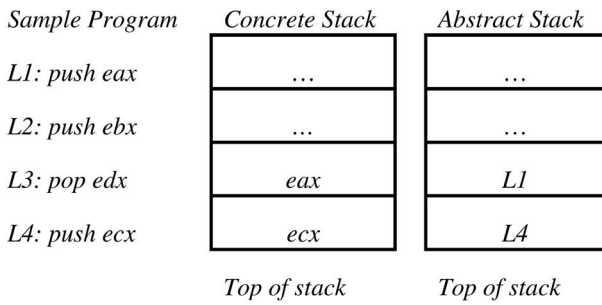 Sample Program Concrete Stack Abstract Stack
L1: push eax … …
L2: push ebx … …
L3: pop edx eax L1
L4: push ecx ecx L4
Top of stack Top of stack